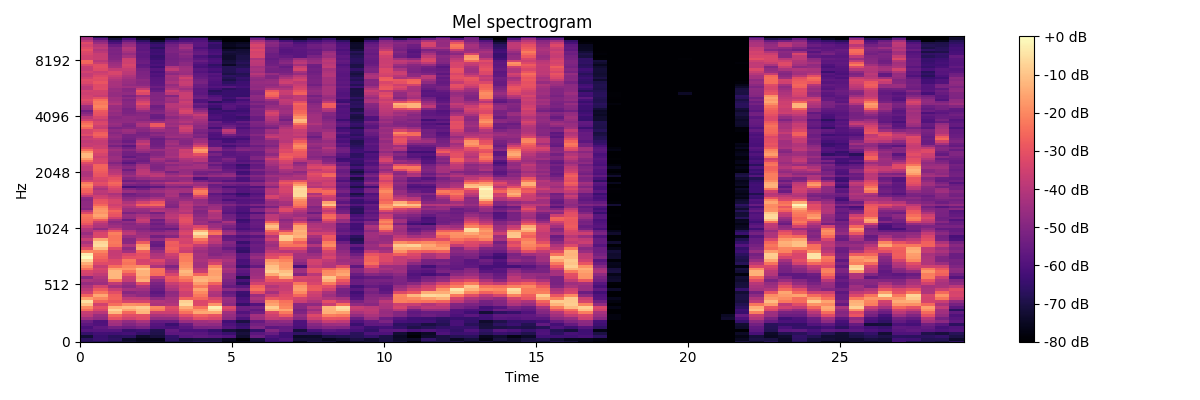 Mel spectrogram
Hz
8192
4096
2048
1024
512
0
0 5 10 15 20 25
Time
+0 dB
-10 dB
-20 dB
-30 dB
-40 dB
-50 dB
-60 dB
-70 dB
-80 dB